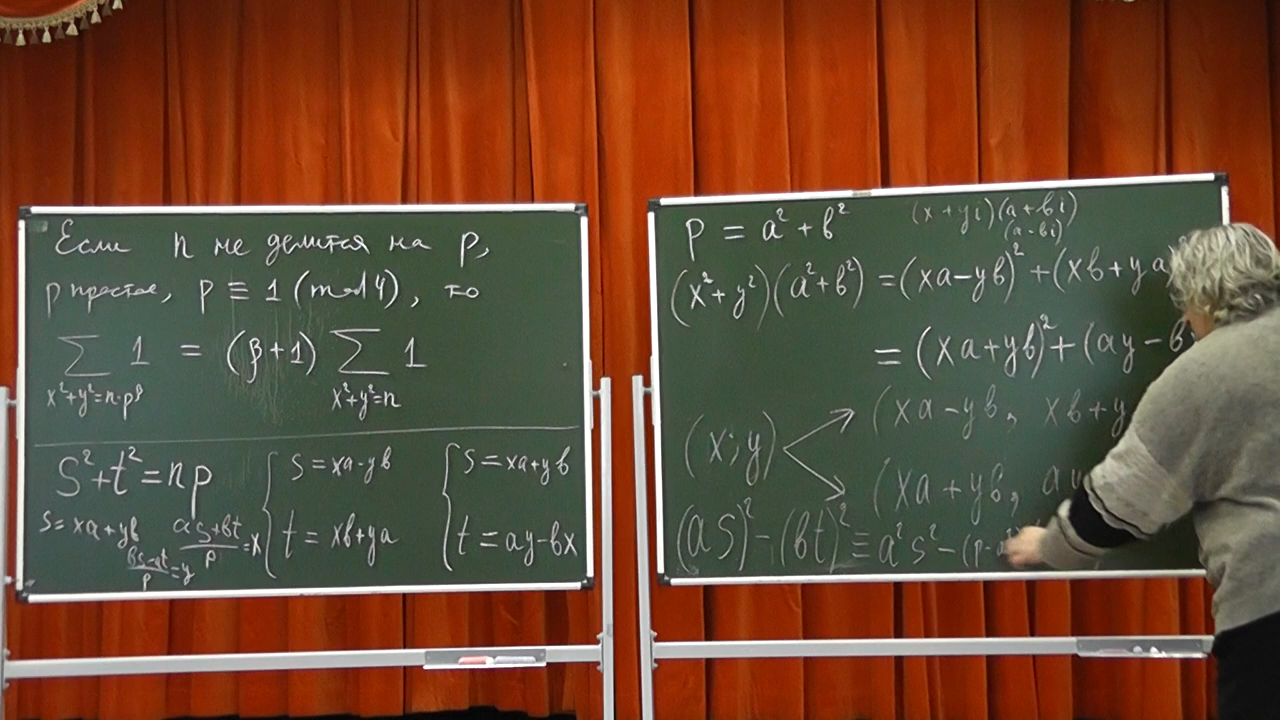 Если n не делится на p,
p простое, p ≡ 1 (mod 4), то
∑ 1 = (β+1) ∑ 1
x²+y²=n·p^β x²+y²=n
S²+t²=np
s=xa+yb (as+bt)/p=x
(bs-at)/p=y
{ s=xa-yb
t=xb+ya
{ s=xa+yb
t=ay-bx
p = a²+b²
(x+yi)(a+bi)
(a-bi)
(x²+y²)(a²+b²) =(xa-yb)²+(xb+ya
=(xa+yb)²+(ay-b
(x;y)
(xa-yb, xb+y
(xa+yb, ay
(as)²-(bt)² ≡ a²s²-(p-a²